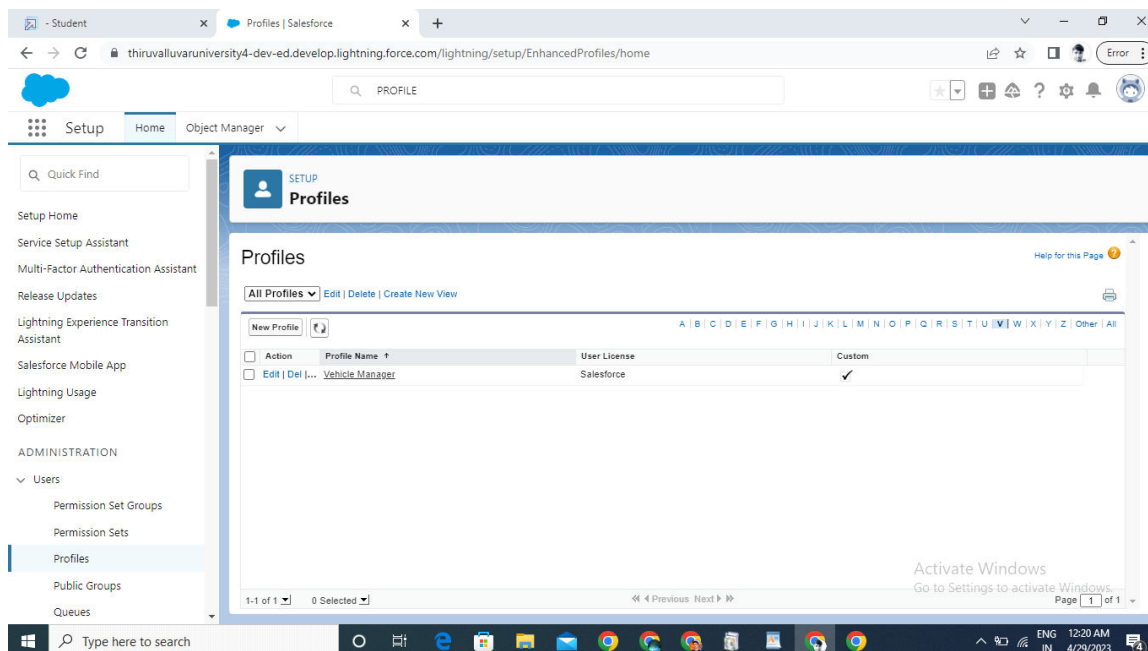 - Student
Profiles | Salesforce
thiruvalluvaruniversity4-dev-ed.develop.lightning.force.com/lightning/setup/EnhancedProfiles/home
Error
PROFILE
Setup
Home
Object Manager
Quick Find
Setup Home
Service Setup Assistant
Multi-Factor Authentication Assistant
Release Updates
Lightning Experience Transition
Assistant
Salesforce Mobile App
Lightning Usage
Optimizer
ADMINISTRATION
Users
Permission Set Groups
Permission Sets
Profiles
Public Groups
Queues
SETUP
Profiles
Profiles
Help for this Page
All Profiles Edit | Delete | Create New View
New Profile A | B | C | D | E | F | G | H | I | J | K | L | M | N | O | P | Q | R | S | T | U | V | W | X | Y | Z | Other | All
Action Profile Name User License Custom
Edit | Del |... Vehicle Manager Salesforce
Activate Windows
Go to Settings to activate Windows.
1-1 of 1 0 Selected Previous Next Page 1 of 1
Type here to search
ENG 12:20 AM
IN 4/29/2023